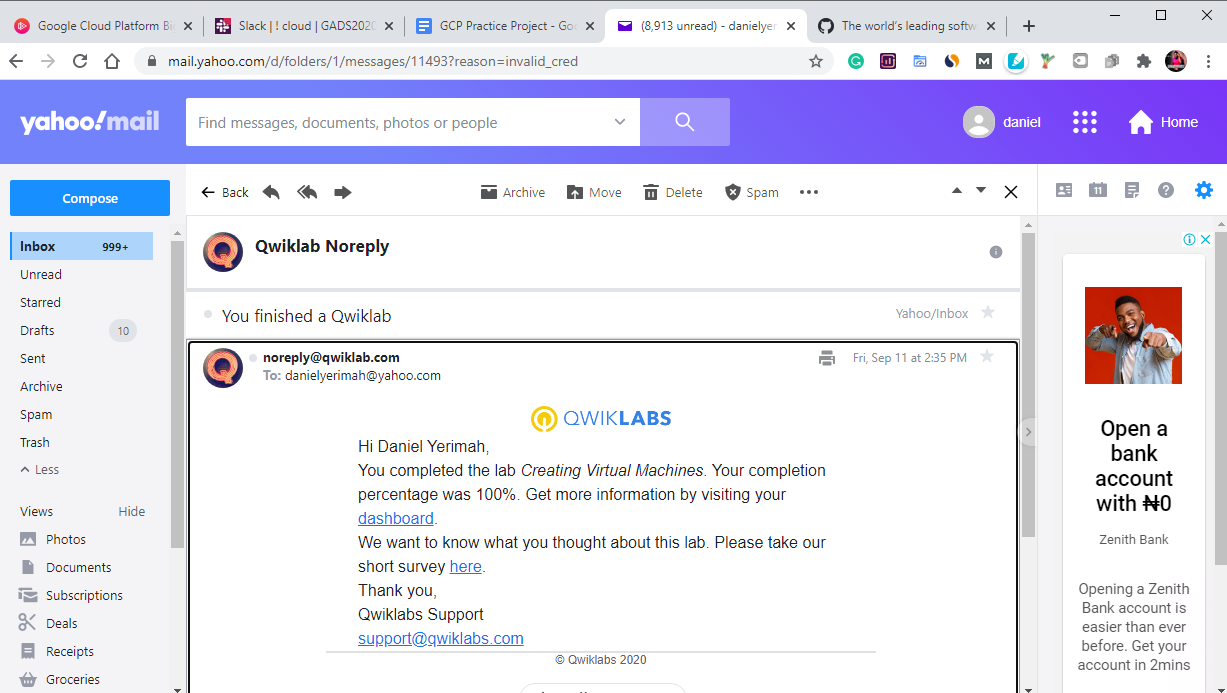 Google Cloud Platform Bi
Slack | ! cloud | GADS2020
GCP Practice Project - Goo
(8,913 unread) - danielyer
The world's leading softw
mail.yahoo.com/d/folders/1/messages/11493?reason=invalid_cred
yahoo!mail
Find messages, documents, photos or people
daniel
Home
Compose
Back
Archive
Move
Delete
Spam
11
Inbox 999+
Unread
Starred
Drafts 10
Sent
Archive
Spam
Trash
Less
Views Hide
Photos
Documents
Subscriptions
Deals
Receipts
Groceries
Qwiklab Noreply
You finished a Qwiklab
Yahoo/Inbox
noreply@qwiklab.com
Fri, Sep 11 at 2:35 PM
To: danielyerimah@yahoo.com
QWIKLABS
Hi Daniel Yerimah,
You completed the lab Creating Virtual Machines. Your completion
percentage was 100%. Get more information by visiting your
dashboard.
We want to know what you thought about this lab. Please take our
short survey here.
Thank you,
Qwiklabs Support
support@qwiklabs.com
© Qwiklabs 2020
Open a
bank
account
with ₦0
Zenith Bank
Opening a Zenith
Bank account is
easier than ever
before. Get your
account in 2mins